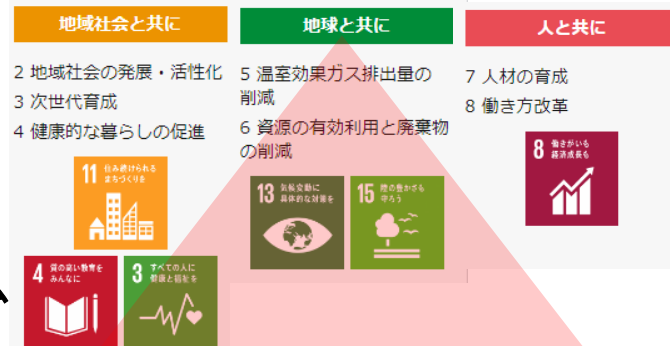 地域社会と共に
2 地域社会の発展・活性化
3 次世代育成
4 健康的な暮らしの促進
11 住み続けられる
まちづくりを
4 質の高い教育を
みんなに
3 すべての人に
健康と福祉を
地球と共に
5 温室効果ガス排出量の
削減
6 資源の有効利用と廃棄物
の削減
13 気候変動に
具体的な対策を
15 陸の豊かさも
守ろう
人と共に
7 人材の育成
8 働き方改革
8 働きがいも
経済成長も